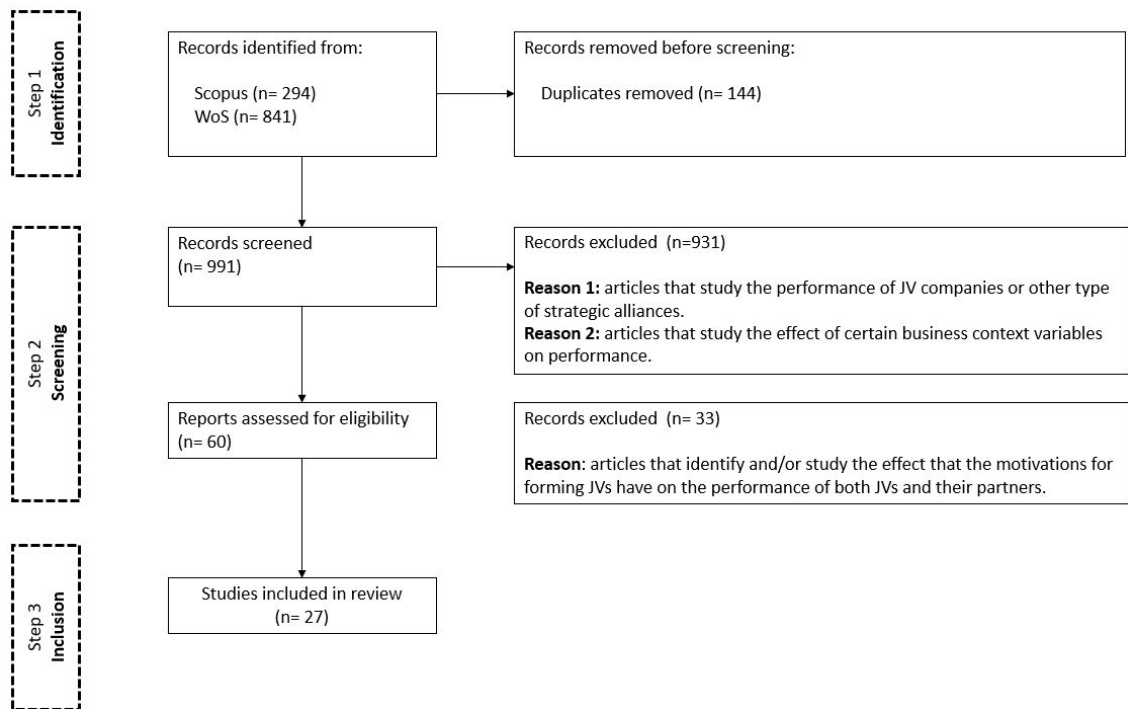 Step 1
Identification
Records identified from:
Scopus (n= 294)
WoS (n= 841)
Records removed before screening:
Duplicates removed (n= 144)
Step 2
Screening
Records screened
(n= 991)
Records excluded (n=931)
Reason 1: articles that study the performance of JV companies or other type
of strategic alliances.
Reason 2: articles that study the effect of certain business context variables
on performance.
Reports assessed for eligibility
(n= 60)
Records excluded (n= 33)
Reason: articles that identify and/or study the effect that the motivations for
forming JVs have on the performance of both JVs and their partners.
Step 3
Inclusion
Studies included in review
(n= 27)